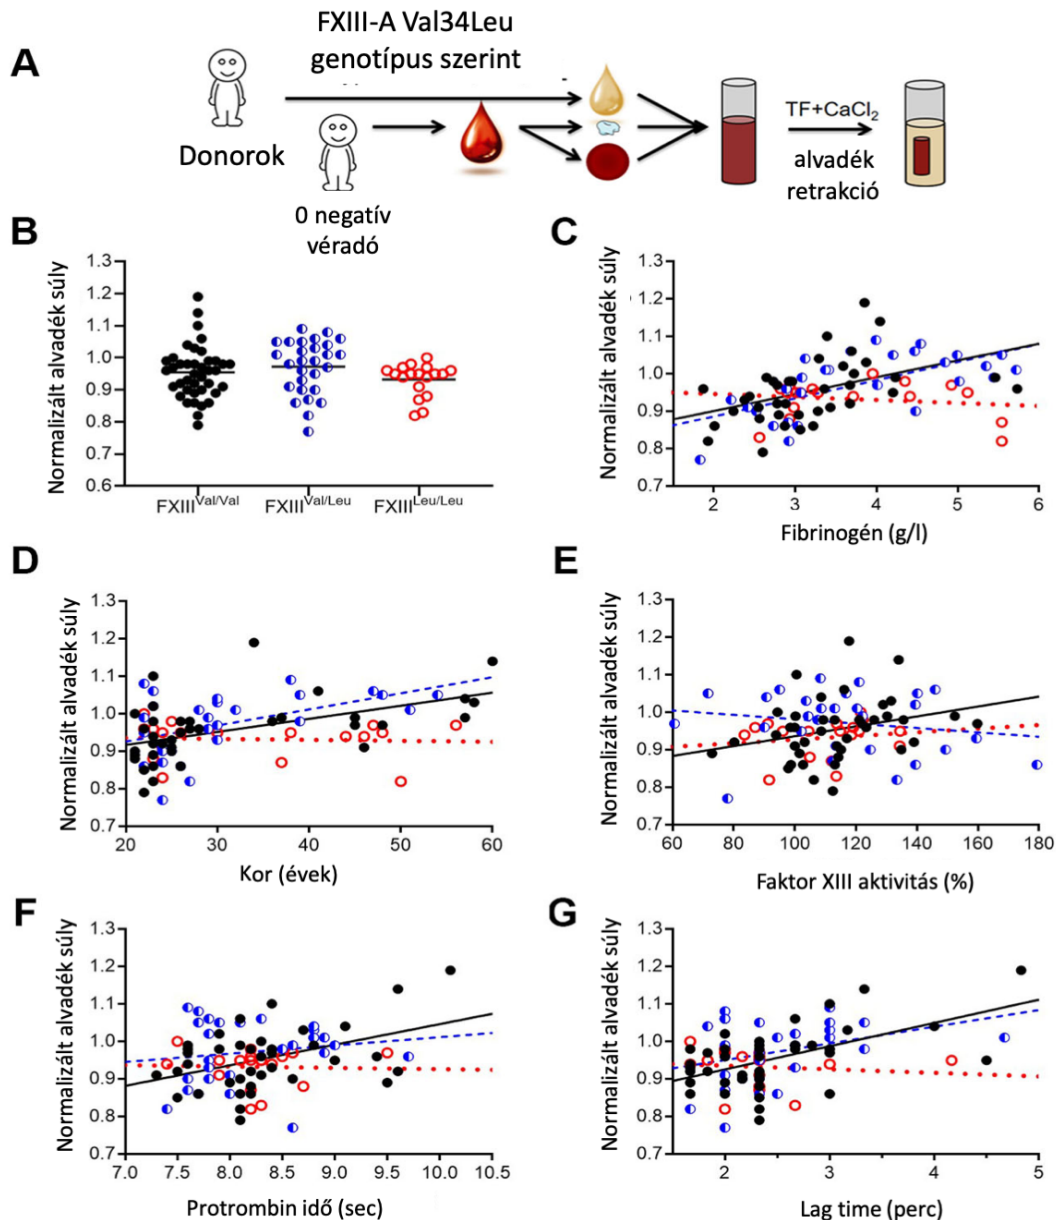 FXIII-A Val34Leu
genotípus szerint
A
Donorok
0 negatív
véradó
TF+CaCl₂
alvadék
retrakció
B
Normalizált alvadék súly
1.3
1.2
1.1
1.0
0.9
0.8
0.7
0.6
FXIII^Val/Val
FXIII^Val/Leu
FXIII^Leu/Leu
C
Normalizált alvadék súly
1.3
1.2
1.1
1.0
0.9
0.8
0.7
2
3
4
5
6
Fibrinogén (g/l)
D
Normalizált alvadék súly
1.3
1.2
1.1
1.0
0.9
0.8
0.7
20
30
40
50
60
Kor (évek)
E
Normalizált alvadék súly
1.3
1.2
1.1
1.0
0.9
0.8
0.7
60
80
100
120
140
160
180
Faktor XIII aktivitás (%)
F
Normalizált alvadék súly
1.3
1.2
1.1
1.0
0.9
0.8
0.7
7.0
7.5
8.0
8.5
9.0
9.5
10.0
10.5
Protrombin idő (sec)
G
Normalizált alvadék súly
1.3
1.2
1.1
1.0
0.9
0.8
0.7
2
3
4
5
Lag time (perc)